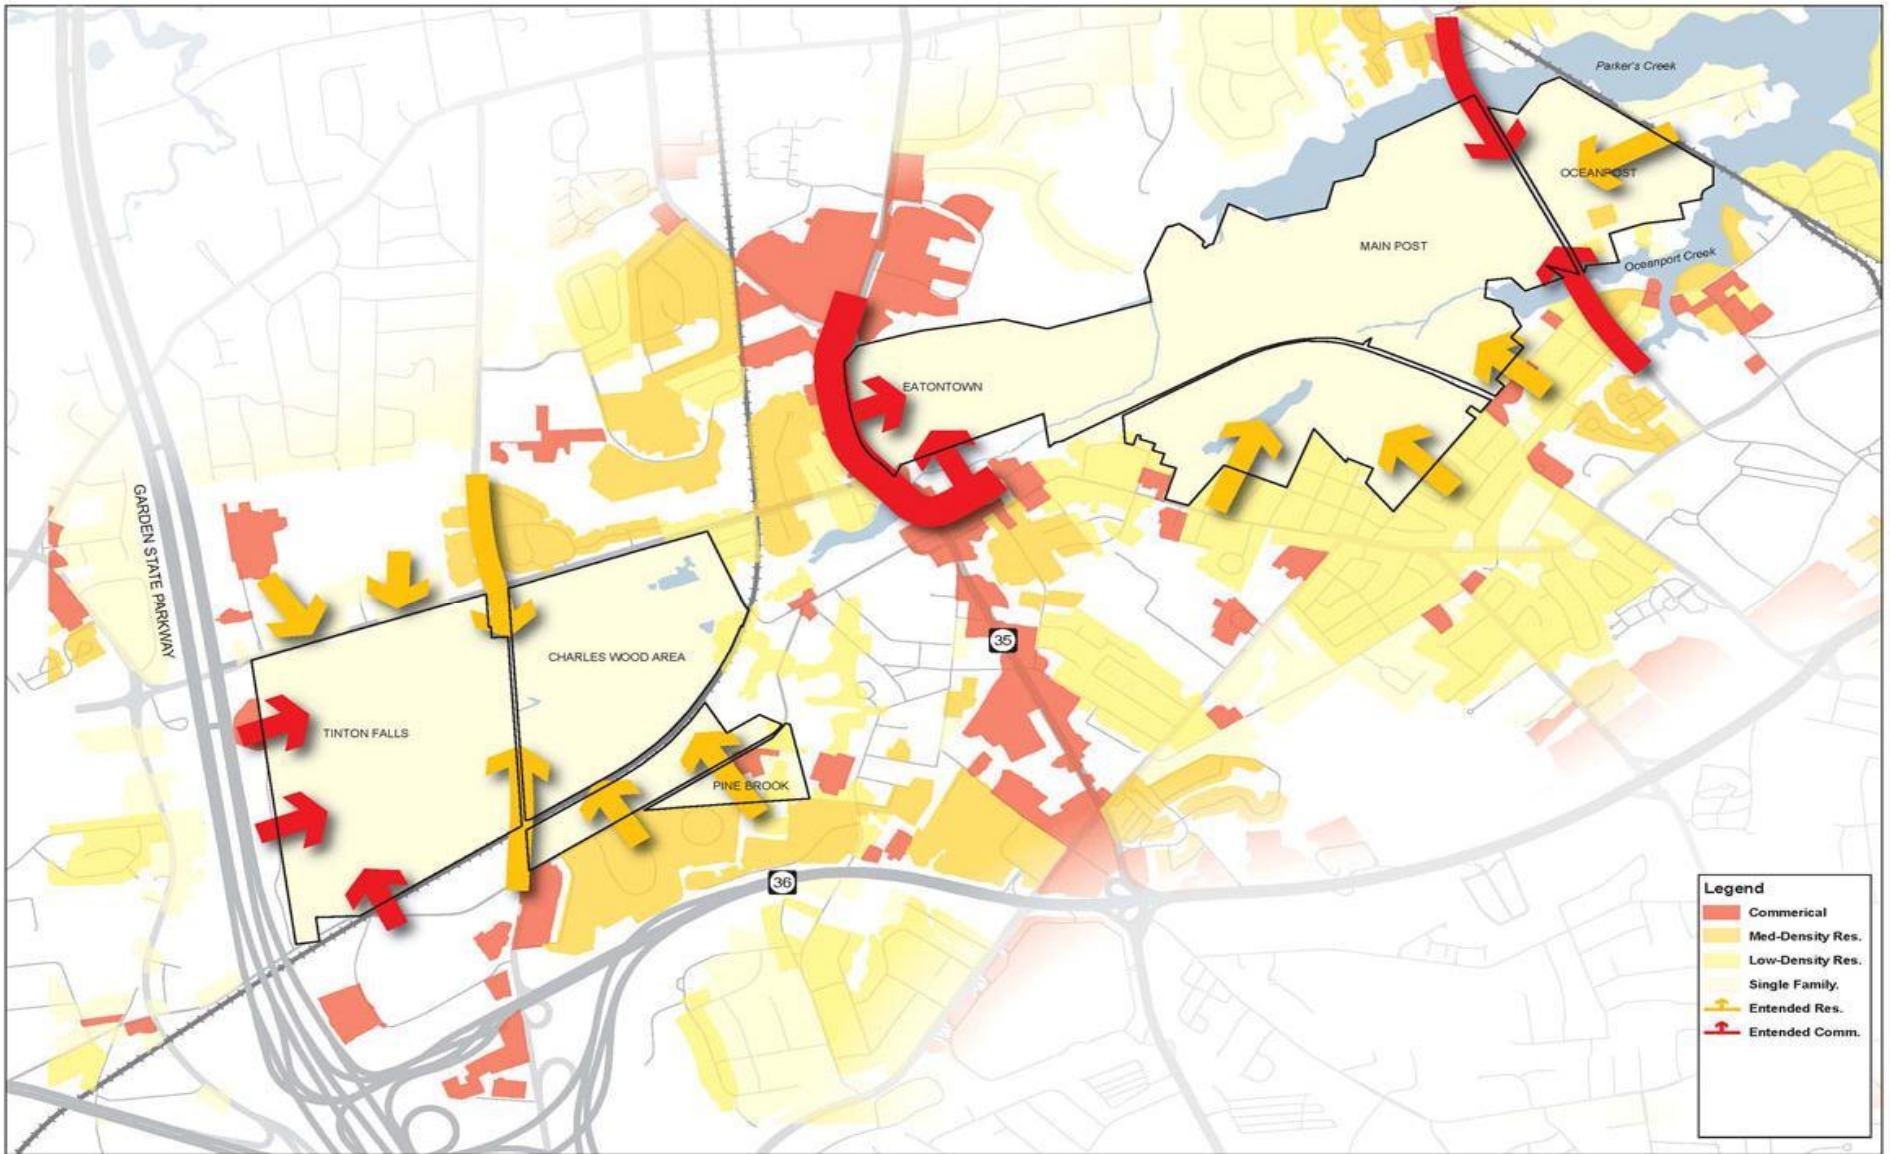 Parker's Creek
OCEANPOST
MAIN POST
Oceanport Creek
EATONTOWN
GARDEN STATE PARKWAY
35
CHARLES WOOD AREA
TINTON FALLS
PINE BROOK
36
Legend
Commerical
Med-Density Res.
Low-Density Res.
Single Family.
Entended Res.
Entended Comm.